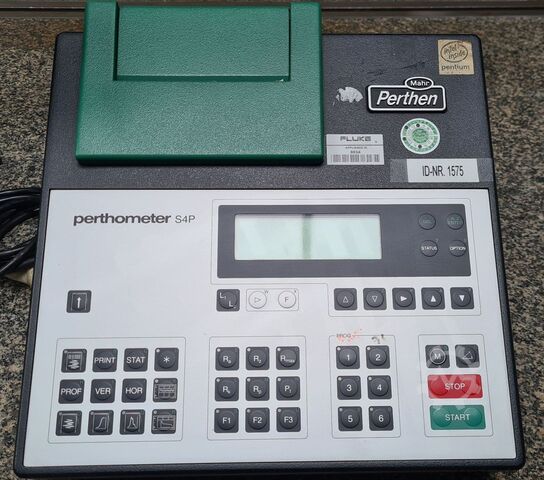 intel inside
pentium
Mahr
Perthen
FLUKE
ID-NR. 1575
perthometer S4P
STATUS OPTION
F
PROG
PRINT STAT *
1 2
M
PROF VER HOR
3 4
STOP
F1 F2 F3
5 6
START